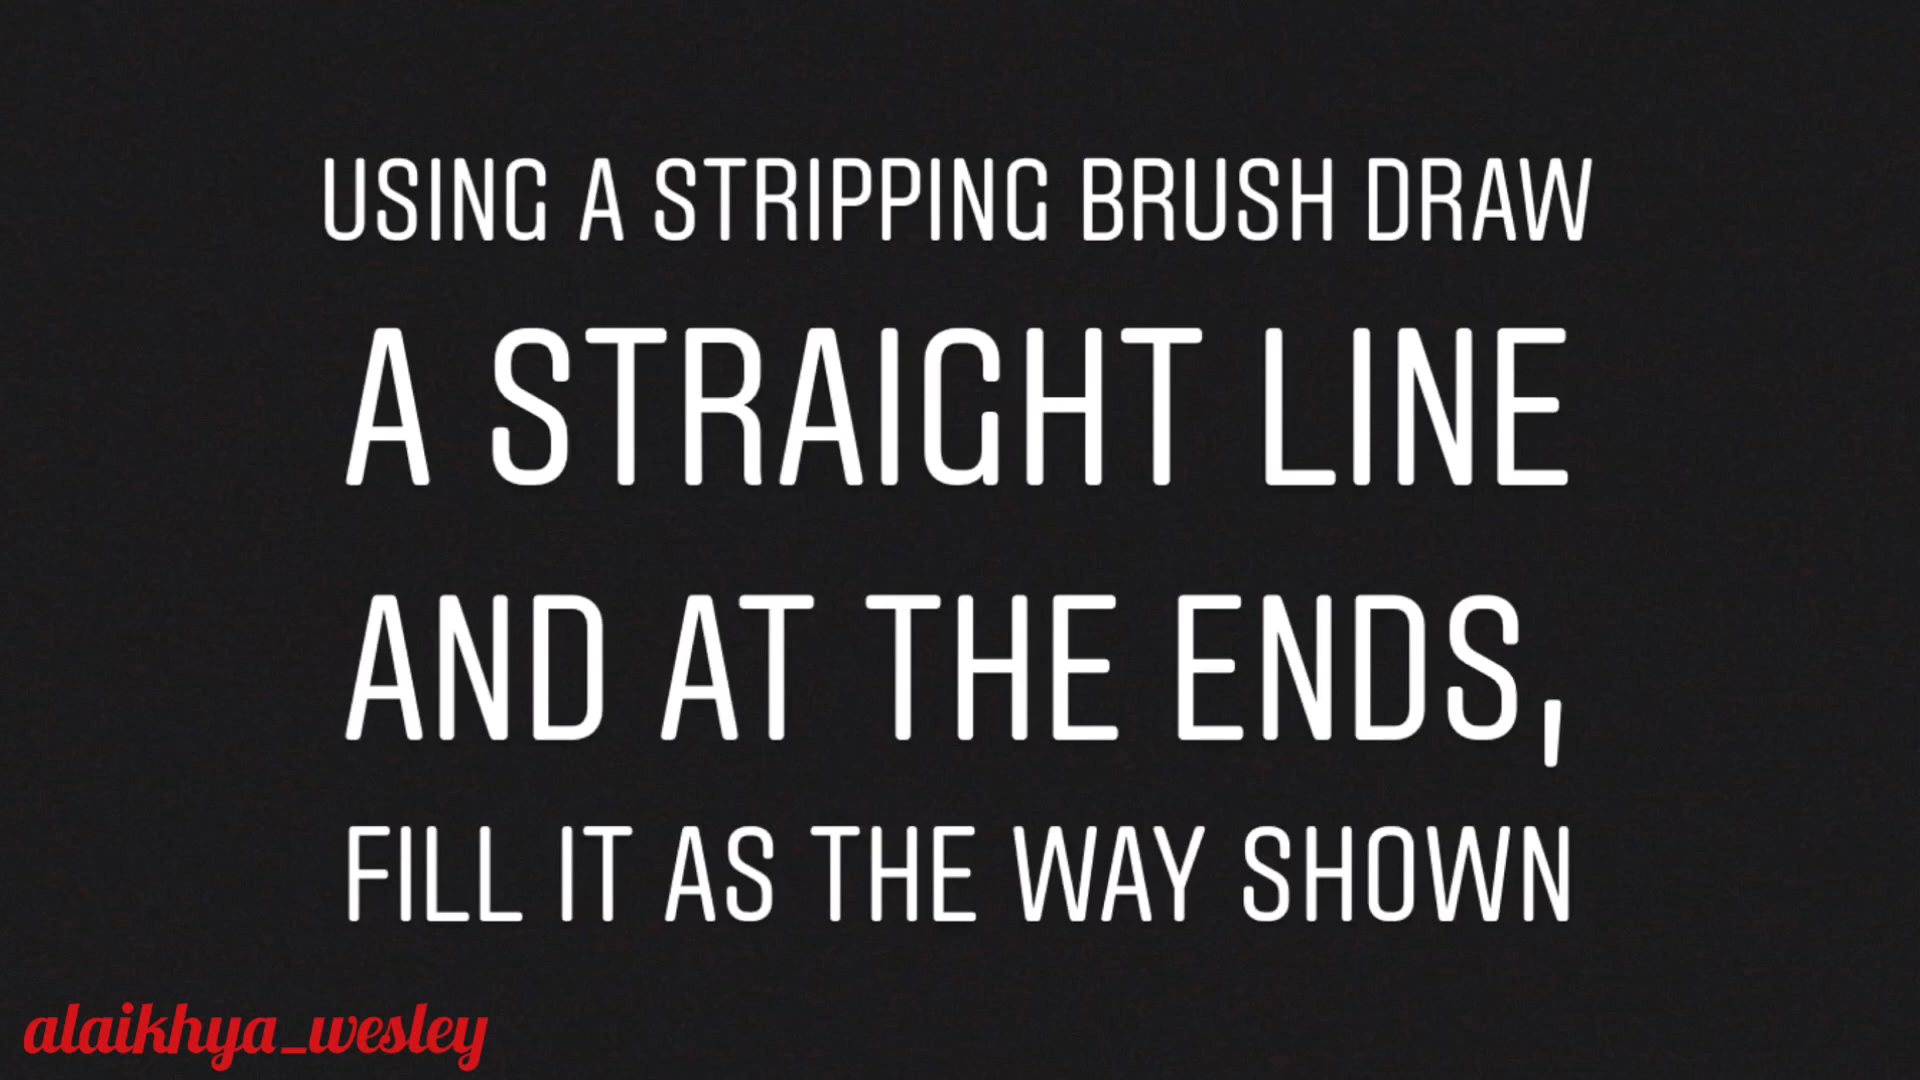 USING A STRIPPING BRUSH DRAW
A STRAIGHT LINE
AND AT THE ENDS,
FILL IT AS THE WAY SHOWN
alaikhya_wesley